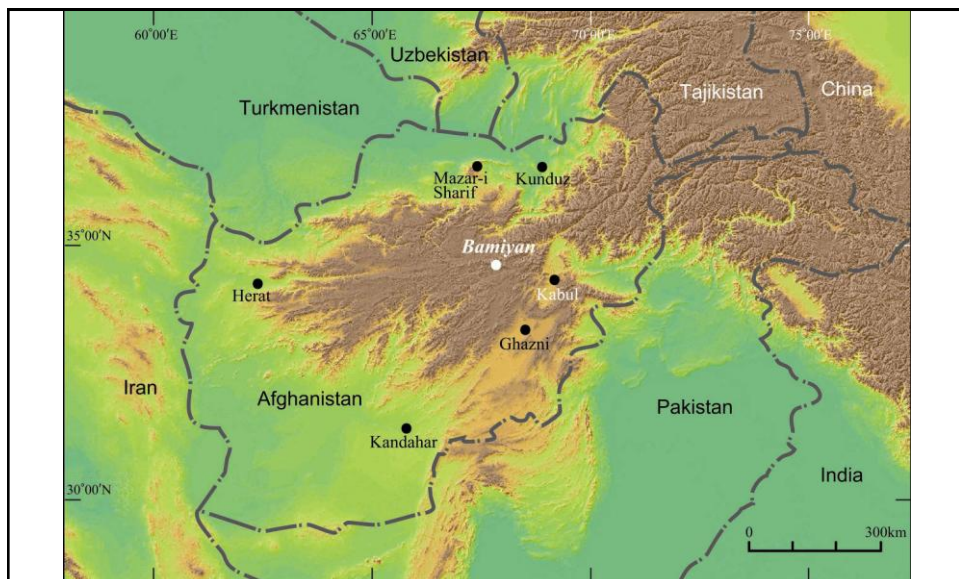 60°00′E
65°00′E
70°00′E
75°00′E
Uzbekistan
Turkmenistan
Tajikistan
China
Mazar-i
Sharif
Kunduz
35°00′N
Bamiyan
Herat
Kabul
Ghazni
Iran
Afghanistan
Pakistan
Kandahar
India
30°00′N
0
300km